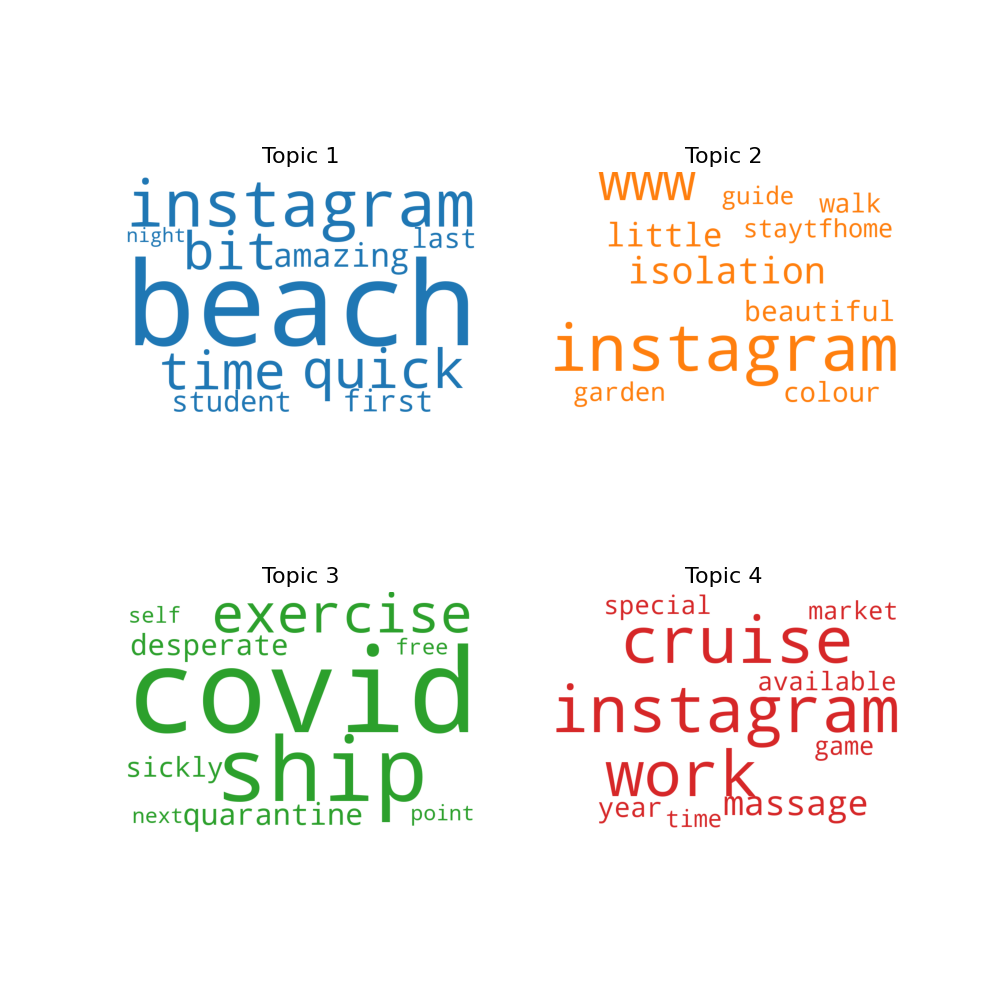 Topic 1
instagram
night bit amazing last
beach
time quick
student first
Topic 2
www guide walk
little staytfhome
isolation
beautiful
instagram
garden colour
Topic 3
self exercise
desperate free
covid
ship
sickly
next quarantine point
Topic 4
special market
cruise
available
instagram
game
work
year time massage